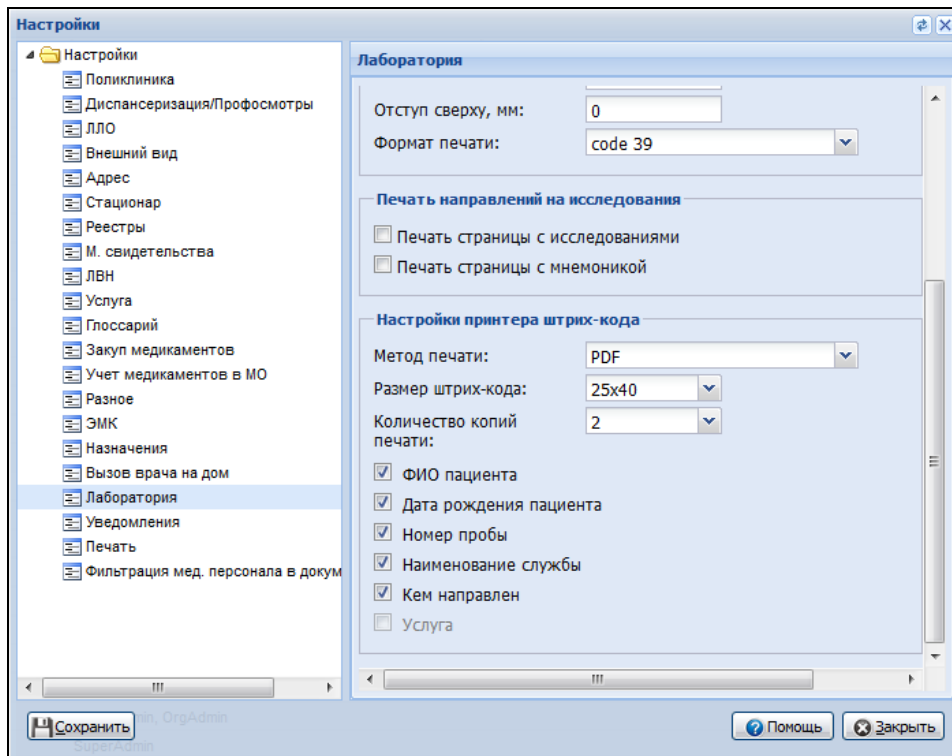 Настройки
Настройки
Поликлиника
Диспансеризация/Профосмотры
ЛЛО
Внешний вид
Адрес
Стационар
Реестры
М. свидетельства
ЛВН
Услуга
Глоссарий
Закуп медикаментов
Учет медикаментов в МО
Разное
ЭМК
Назначения
Вызов врача на дом
Лаборатория
Уведомления
Печать
Фильтрация мед. персонала в докум
Лаборатория
Отступ сверху, мм: 0
Формат печати: code 39
Печать направлений на исследования
Печать страницы с исследованиями
Печать страницы с мнемоникой
Настройки принтера штрих-кода
Метод печати: PDF
Размер штрих-кода: 25x40
Количество копий 2
печати:
ФИО пациента
Дата рождения пациента
Номер пробы
Наименование службы
Кем направлен
Услуга
Сохранить
min, OrgAdmin
SuperAdmin
Помощь
Закрыть